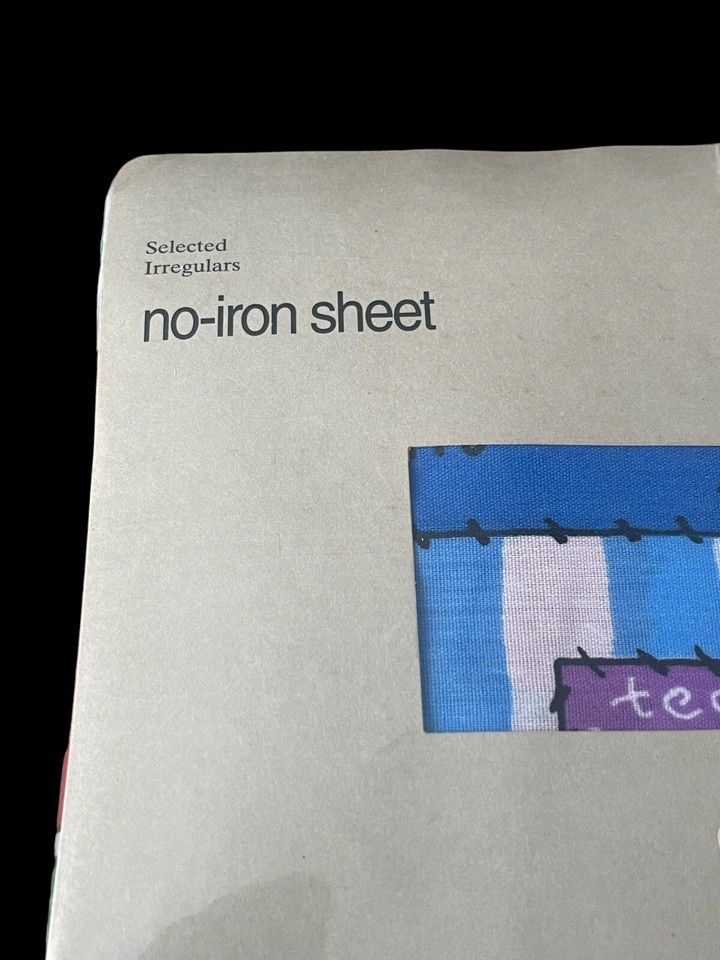 Selected
Irregulars
no-iron sheet